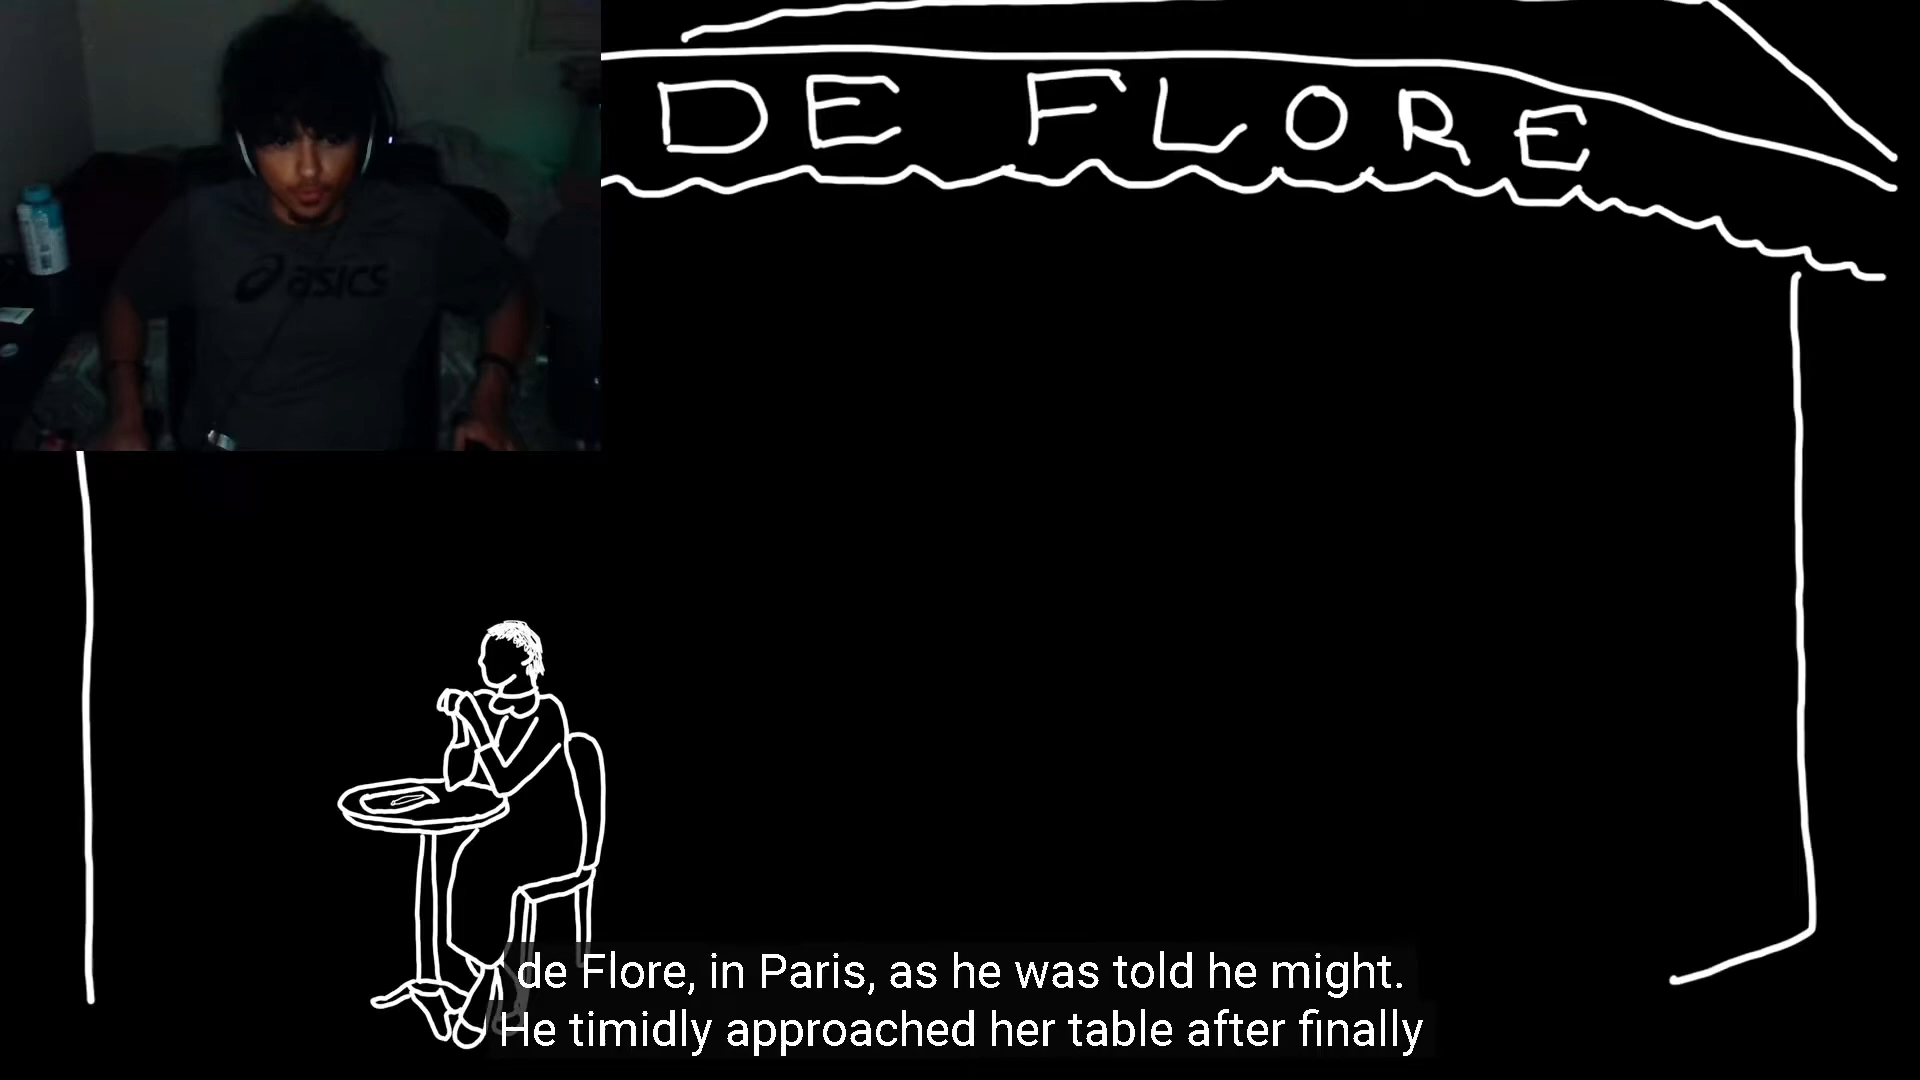 DE FLORE
asics
de Flore, in Paris, as he was told he might.
He timidly approached her table after finally